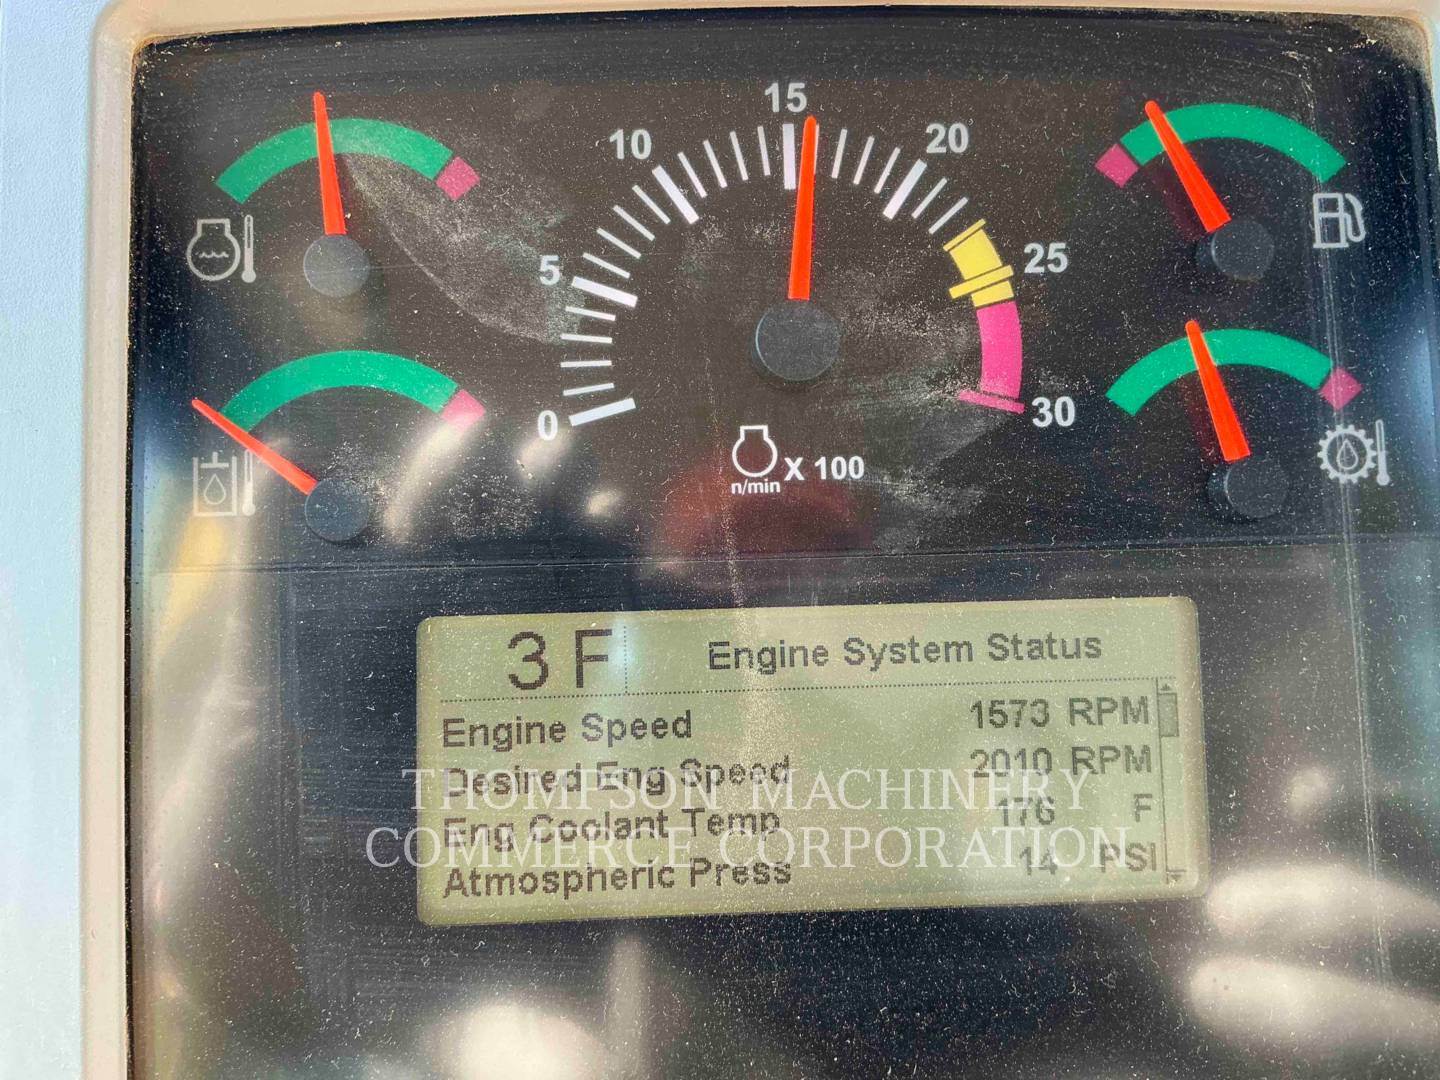 15
10
20
5
25
0
30
n/min X 100
3 F Engine System Status
Engine Speed 1573 RPM
Desired Eng Speed 2010 RPM
THOMPSON MACHINERY
Eng Coolant Temp 176 F
COMMERCE CORPORATION
Atmospheric Press 14 PSI